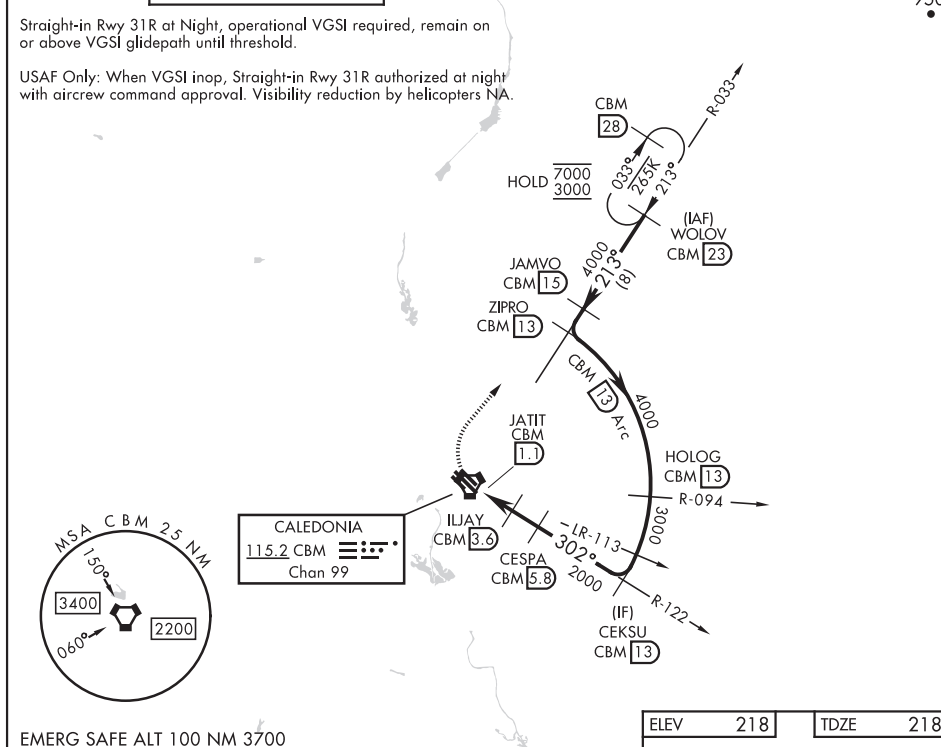 Straight-in Rwy 31R at Night, operational VGSI required, remain on
or above VGSI glidepath until threshold.
USAF Only: When VGSI inop, Straight-in Rwy 31R authorized at night
with aircrew command approval. Visibility reduction by helicopters NA.
R-033
CBM
28
HOLD 7000
3000
033°
265K
213°
(IAF)
WOLOV
CBM 23
4000
213°
(8)
JAMVO
CBM 15
ZIPRO
CBM 13
CBM 13 Arc
4000
JATIT
CBM
1.1
HOLOG
CBM 13
R-094
3000
CALEDONIA
115.2 CBM
Chan 99
ILJAY
CBM 3.6
LR-113
302°
2000
CESPA
CBM 5.8
R-122
(IF)
CEKSU
CBM 13
MSA CBM 25 NM
150°
3400
2200
060°
EMERG SAFE ALT 100 NM 3700
ELEV 218
TDZE 218